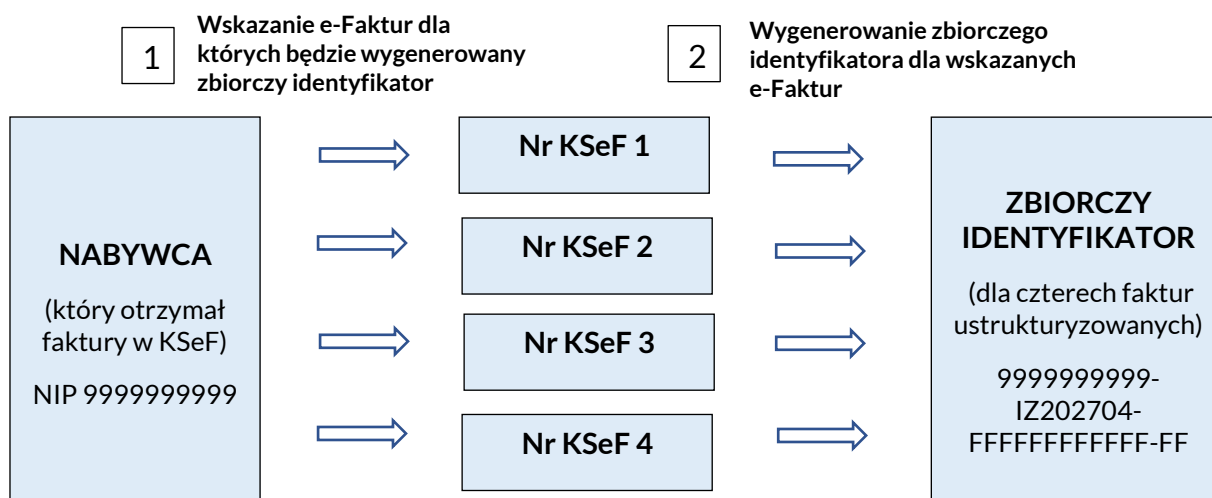 1
Wskazanie e-Faktur dla
których będzie wygenerowany
zbiorczy identyfikator
2
Wygenerowanie zbiorczego
identyfikatora dla wskazanych
e-Faktur
NABYWCA
(który otrzymał
faktury w KSeF)
NIP 9999999999
Nr KSeF 1
Nr KSeF 2
Nr KSeF 3
Nr KSeF 4
ZBIORCZY
IDENTYFIKATOR
(dla czterech faktur
ustrukturyzowanych)
9999999999-
IZ202704-
FFFFFFFFFFFF-FF